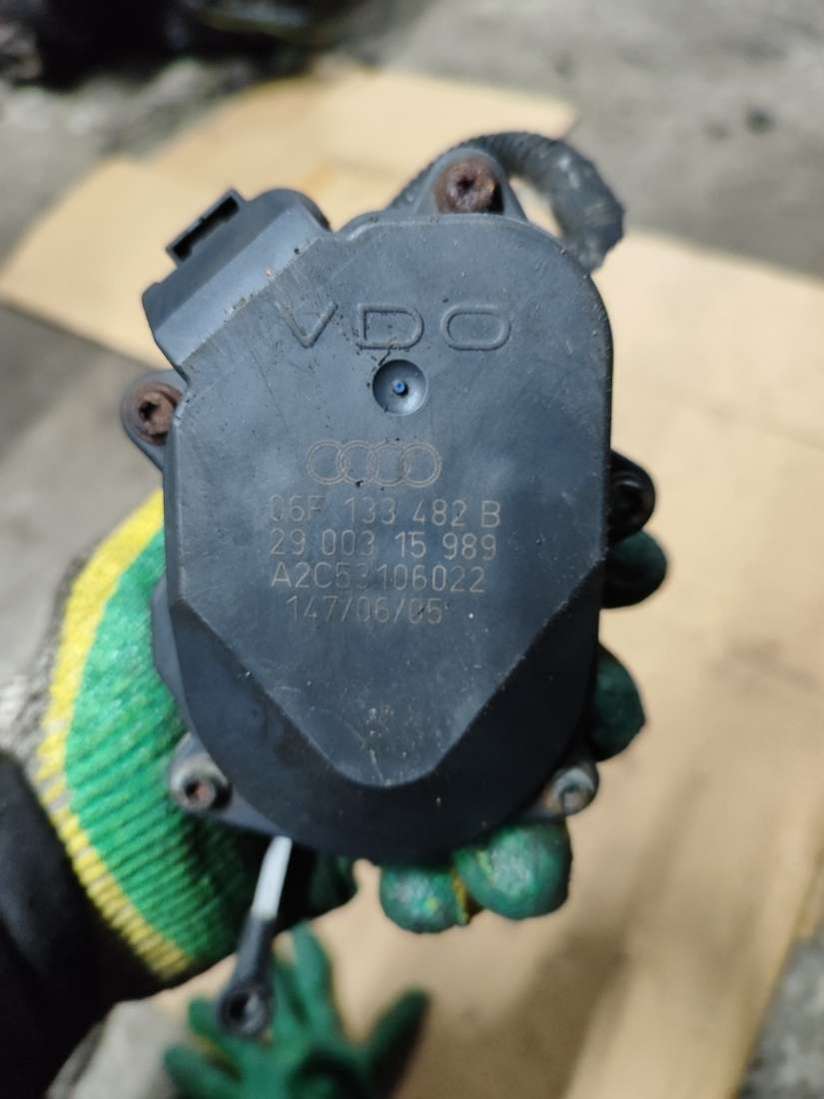 VDO
06F 133 482 B
29 003 15 989
A2C53106022
147/06/05